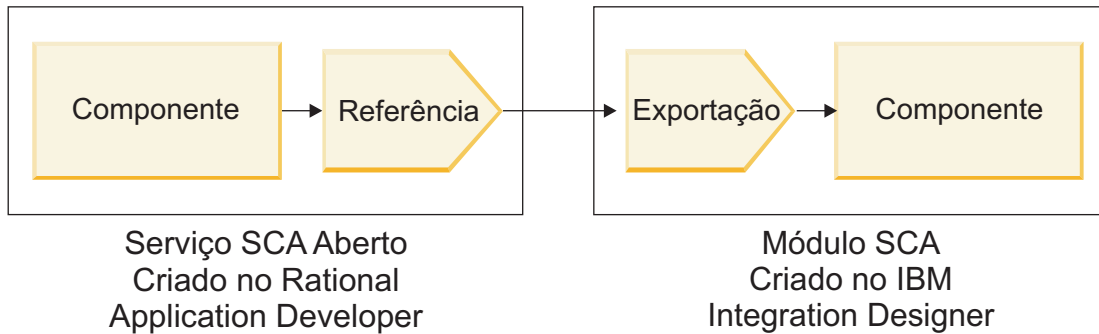 Componente
Referência
Exportação
Componente
Serviço SCA Aberto
Criado no Rational
Application Developer
Módulo SCA
Criado no IBM
Integration Designer